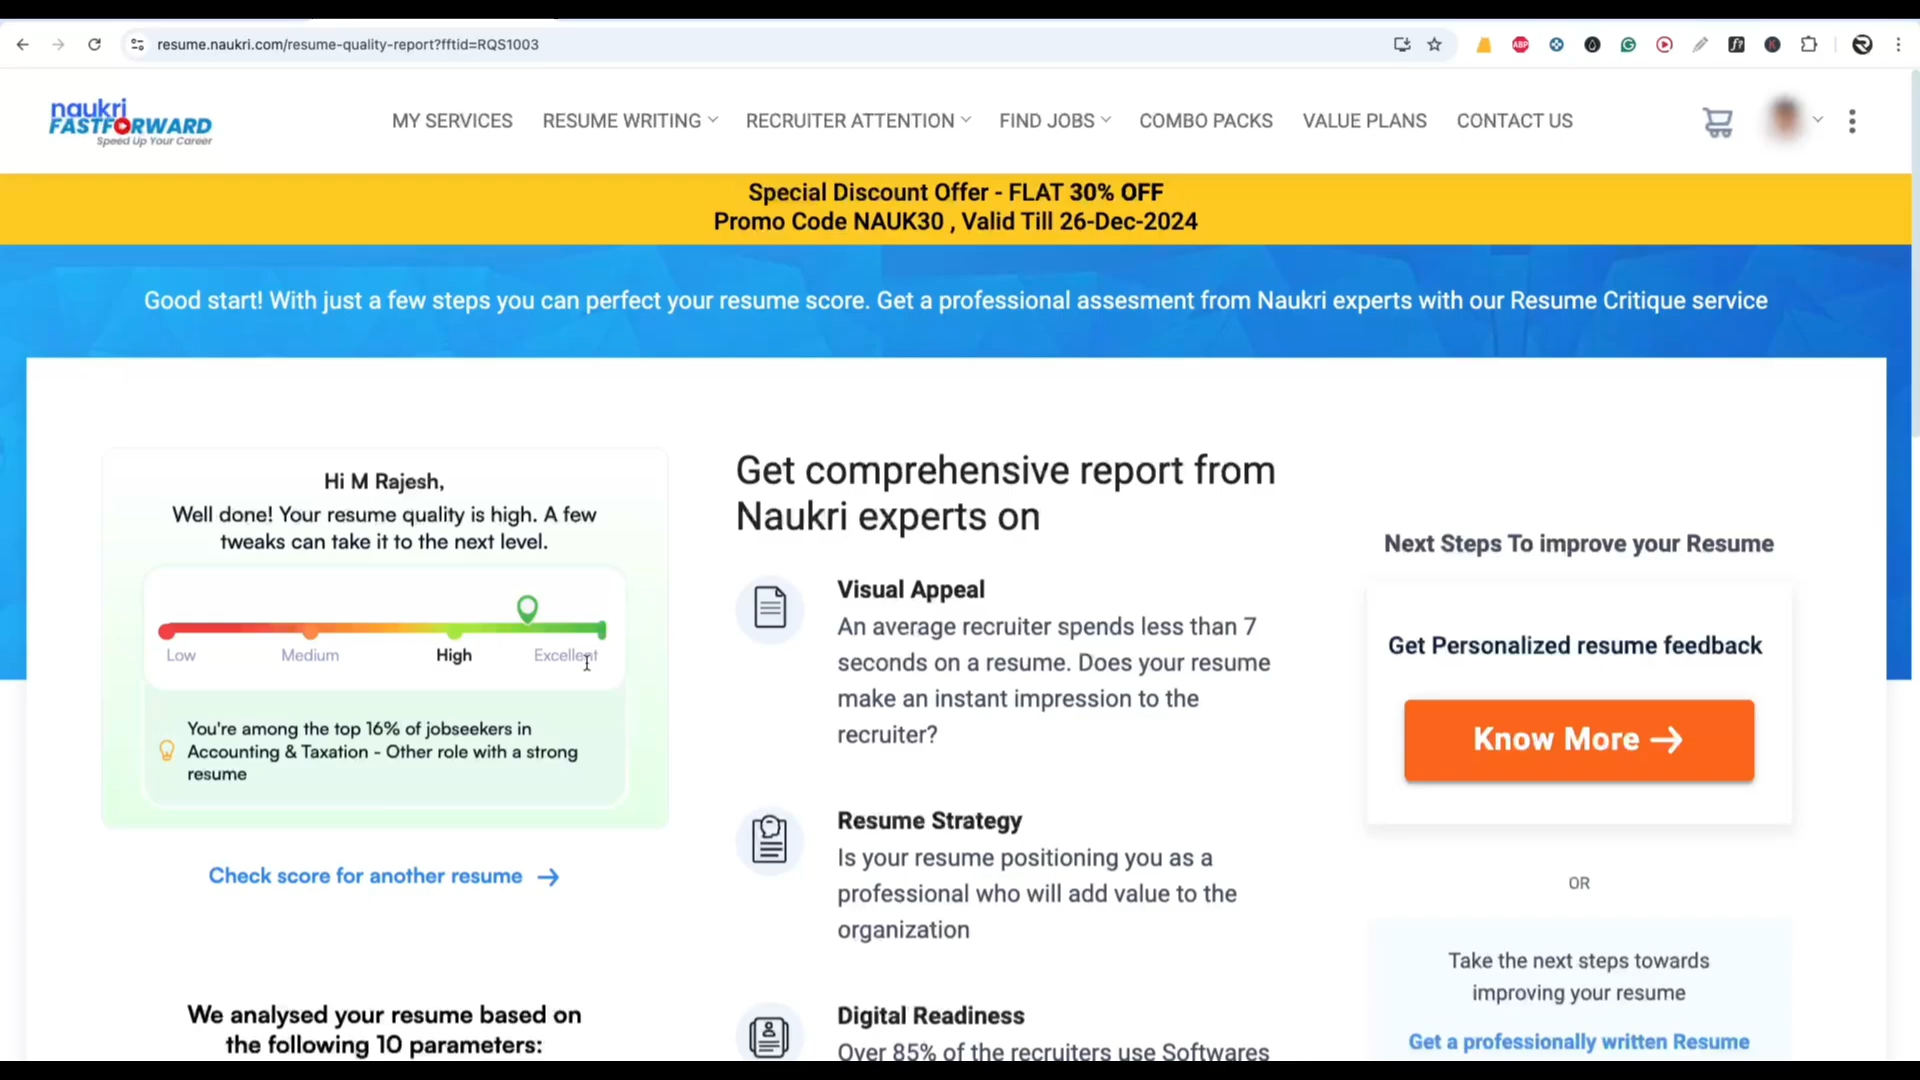 resume.naukri.com/resume-quality-report?fftid=RQS1003
ABP
f?
K
naukri
FASTFORWARD
Speed Up Your Career
MY SERVICES RESUME WRITING RECRUITER ATTENTION FIND JOBS COMBO PACKS VALUE PLANS CONTACT US
Special Discount Offer - FLAT 30% OFF
Promo Code NAUK30 , Valid Till 26-Dec-2024
Good start! With just a few steps you can perfect your resume score. Get a professional assesment from Naukri experts with our Resume Critique service
Hi M Rajesh,
Well done! Your resume quality is high. A few
tweaks can take it to the next level.
Low Medium High Excellent
You're among the top 16% of jobseekers in
Accounting & Taxation - Other role with a strong
resume
Check score for another resume →
We analysed your resume based on
the following 10 parameters:
Get comprehensive report from
Naukri experts on
Visual Appeal
An average recruiter spends less than 7
seconds on a resume. Does your resume
make an instant impression to the
recruiter?
Resume Strategy
Is your resume positioning you as a
professional who will add value to the
organization
Digital Readiness
Over 85% of the recruiters use Softwares
Next Steps To improve your Resume
Get Personalized resume feedback
Know More →
OR
Take the next steps towards
improving your resume
Get a professionally written Resume